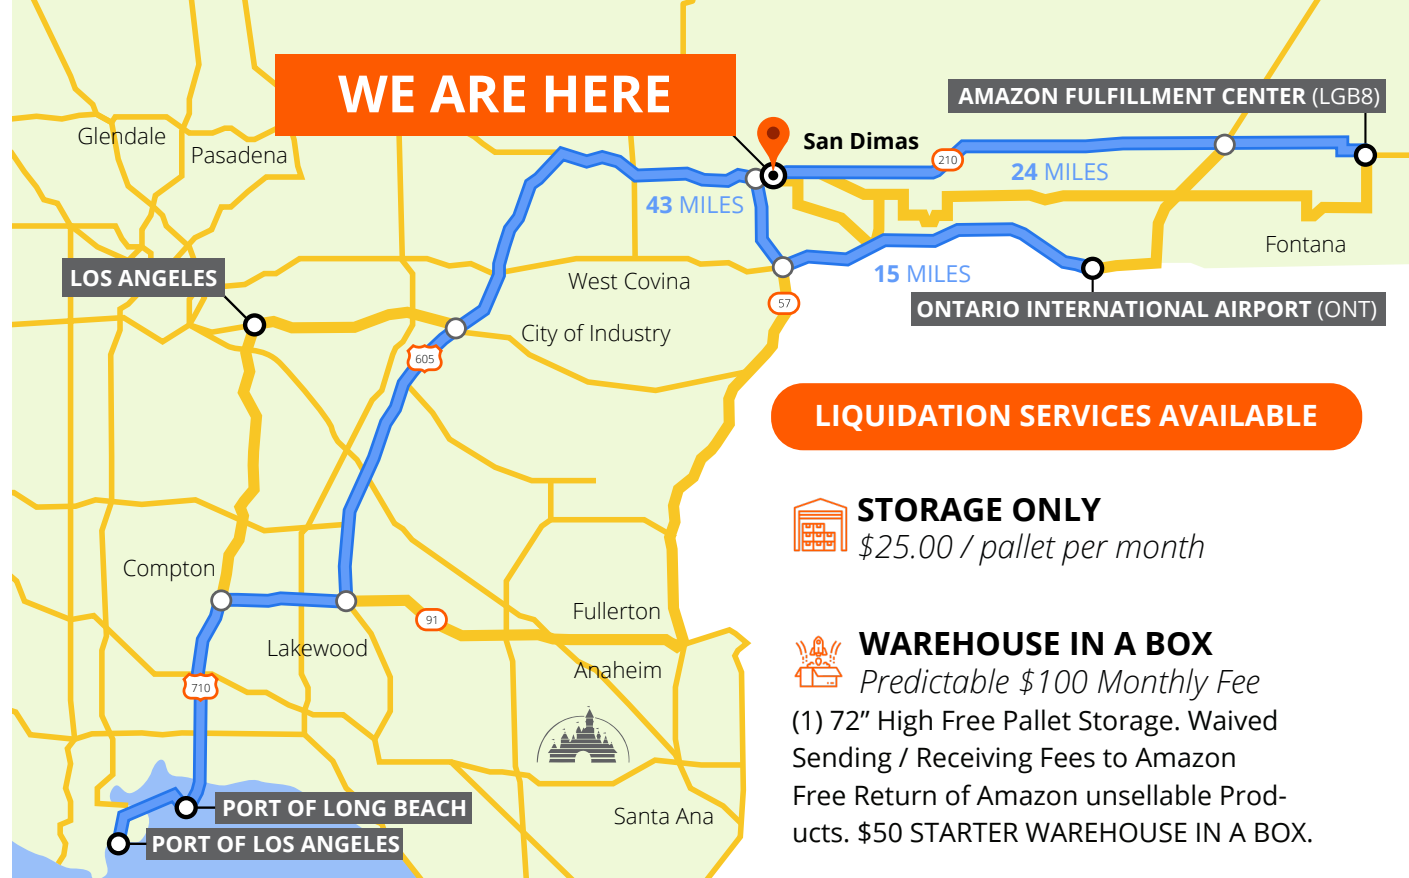 WE ARE HERE
AMAZON FULFILLMENT CENTER (LGB8)
Glendale
Pasadena
San Dimas
210
24 MILES
43 MILES
Fontana
LOS ANGELES
West Covina
15 MILES
57
ONTARIO INTERNATIONAL AIRPORT (ONT)
City of Industry
605
LIQUIDATION SERVICES AVAILABLE
STORAGE ONLY
$25.00 / pallet per month
Compton
Fullerton
91
Lakewood
Anaheim
710
WAREHOUSE IN A BOX
Predictable $100 Monthly Fee
(1) 72” High Free Pallet Storage. Waived
Sending / Receiving Fees to Amazon
Free Return of Amazon unsellable Prod-
ucts. $50 STARTER WAREHOUSE IN A BOX.
PORT OF LONG BEACH
Santa Ana
PORT OF LOS ANGELES